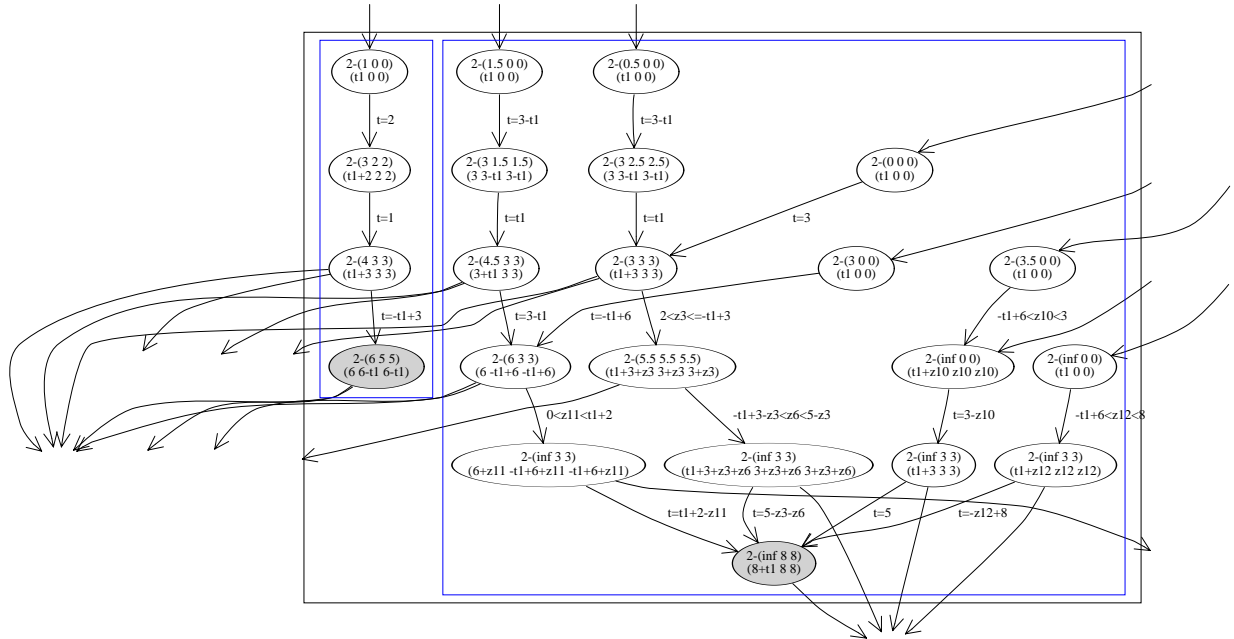 2-(1 0 0)
(t1 0 0)
2-(1.5 0 0)
(t1 0 0)
2-(0.5 0 0)
(t1 0 0)
t=2
t=3-t1
t=3-t1
2-(3 2 2)
(t1+2 2 2)
2-(3 1.5 1.5)
(3 3-t1 3-t1)
2-(3 2.5 2.5)
(3 3-t1 3-t1)
2-(0 0 0)
(t1 0 0)
t=1
t=t1
t=t1
t=3
2-(4 3 3)
(t1+3 3 3)
2-(4.5 3 3)
(3+t1 3 3)
2-(3 3 3)
(t1+3 3 3)
2-(3 0 0)
(t1 0 0)
2-(3.5 0 0)
(t1 0 0)
t=-t1+3
t=3-t1
t=-t1+6
2<z3<=-t1+3
-t1+6<z10<3
2-(6 5 5)
(6 6-t1 6-t1)
2-(6 3 3)
(6 -t1+6 -t1+6)
2-(5.5 5.5 5.5)
(t1+3+z3 3+z3 3+z3)
2-(inf 0 0)
(t1+z10 z10 z10)
2-(inf 0 0)
(t1 0 0)
0<z11<t1+2
-t1+3-z3<z6<5-z3
t=3-z10
-t1+6<z12<8
2-(inf 3 3)
(6+z11 -t1+6+z11 -t1+6+z11)
2-(inf 3 3)
(t1+3+z3+z6 3+z3+z6 3+z3+z6)
2-(inf 3 3)
(t1+3 3 3)
2-(inf 3 3)
(t1+z12 z12 z12)
t=t1+2-z11
t=5-z3-z6
t=5
t=-z12+8
2-(inf 8 8)
(8+t1 8 8)